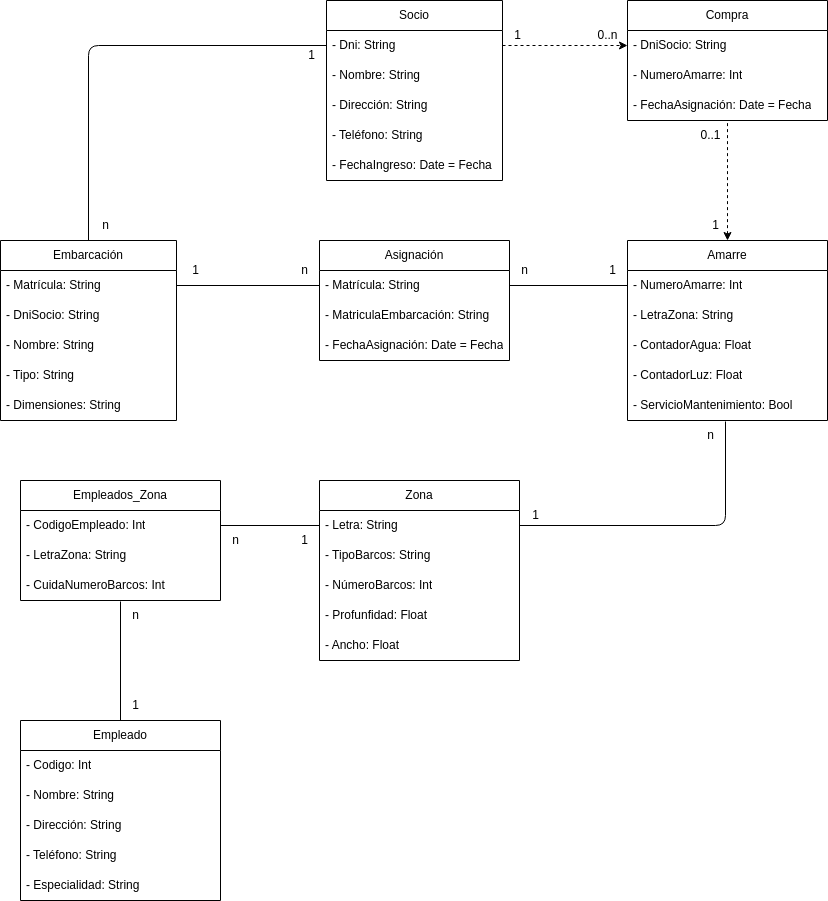 Socio
- Dni: String
- Nombre: String
- Dirección: String
- Teléfono: String
- FechaIngreso: Date = Fecha
1
0..n
Compra
- DniSocio: String
- NumeroAmarre: Int
- FechaAsignación: Date = Fecha
1
n
0..1
1
Embarcación
- Matrícula: String
- DniSocio: String
- Nombre: String
- Tipo: String
- Dimensiones: String
1
n
Asignación
- Matrícula: String
- MatriculaEmbarcación: String
- FechaAsignación: Date = Fecha
n
1
Amarre
- NumeroAmarre: Int
- LetraZona: String
- ContadorAgua: Float
- ContadorLuz: Float
- ServicioMantenimiento: Bool
n
1
Empleados_Zona
- CodigoEmpleado: Int
- LetraZona: String
- CuidaNumeroBarcos: Int
n
1
Zona
- Letra: String
- TipoBarcos: String
- NúmeroBarcos: Int
- Profunfidad: Float
- Ancho: Float
n
1
Empleado
- Codigo: Int
- Nombre: String
- Dirección: String
- Teléfono: String
- Especialidad: String